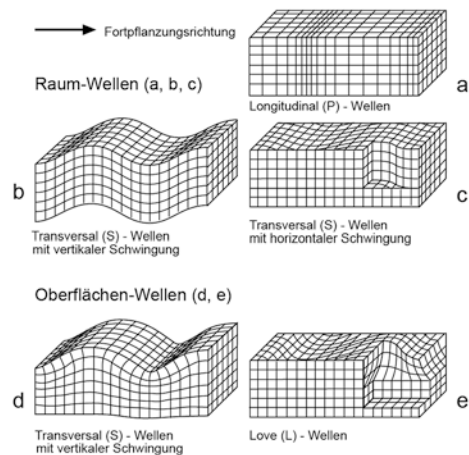 Fortpflanzungsrichtung
Raum-Wellen (a, b, c)
a
Longitudinal (P) - Wellen
b
Transversal (S) - Wellen
mit vertikaler Schwingung
c
Transversal (S) - Wellen
mit horizontaler Schwingung
Oberflächen-Wellen (d, e)
d
Transversal (S) - Wellen
mit vertikaler Schwingung
e
Love (L) - Wellen